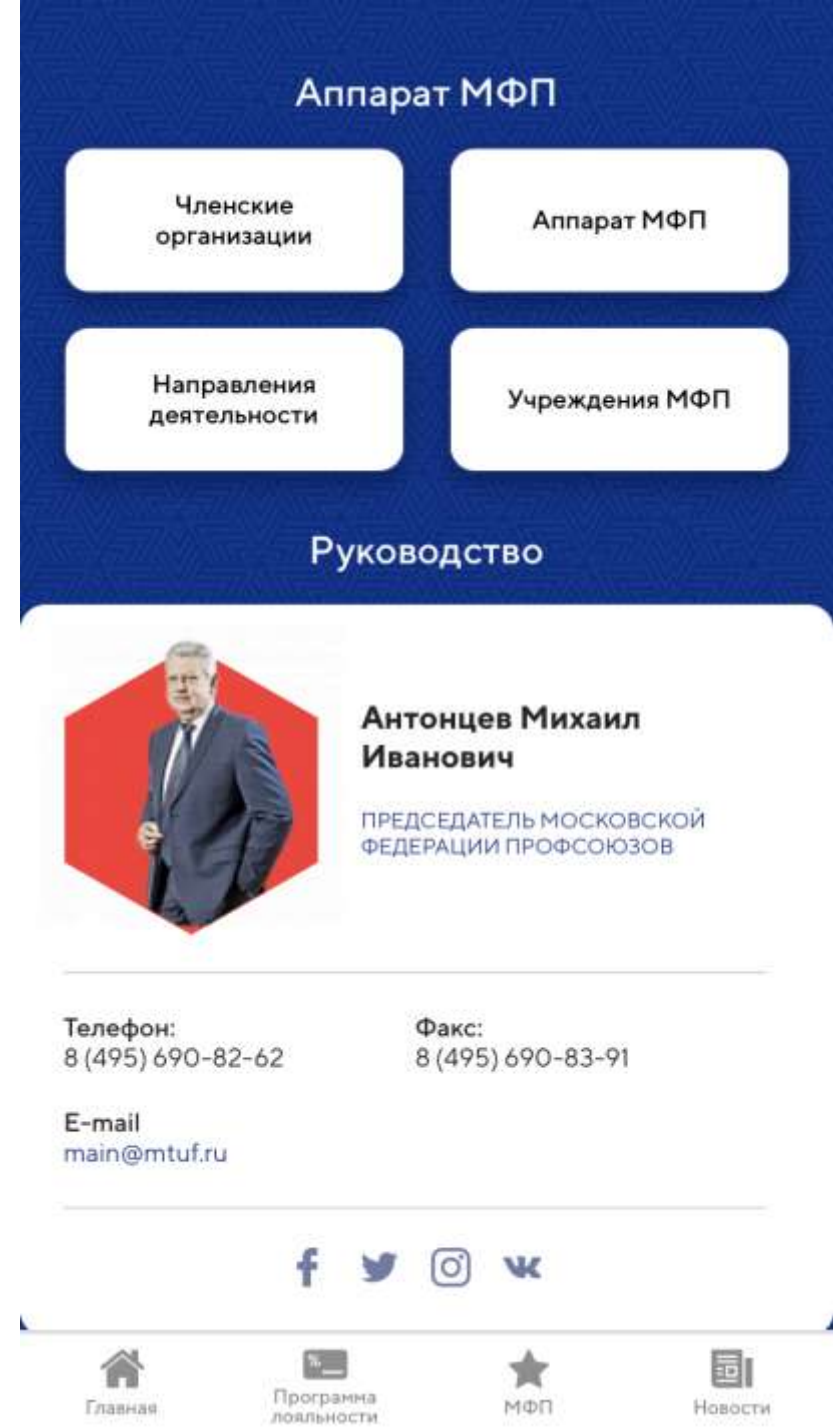 Аппарат МФП
Членские
организации
Аппарат МФП
Направления
деятельности
Учреждения МФП
Руководство
Антонцев Михаил
Иванович
ПРЕДСЕДАТЕЛЬ МОСКОВСКОЙ
ФЕДЕРАЦИИ ПРОФСОЮЗОВ
Телефон:
8 (495) 690-82-62
Факс:
8 (495) 690-83-91
E-mail
main@mtuf.ru
Главная
Программа
лояльности
МФП
Новости